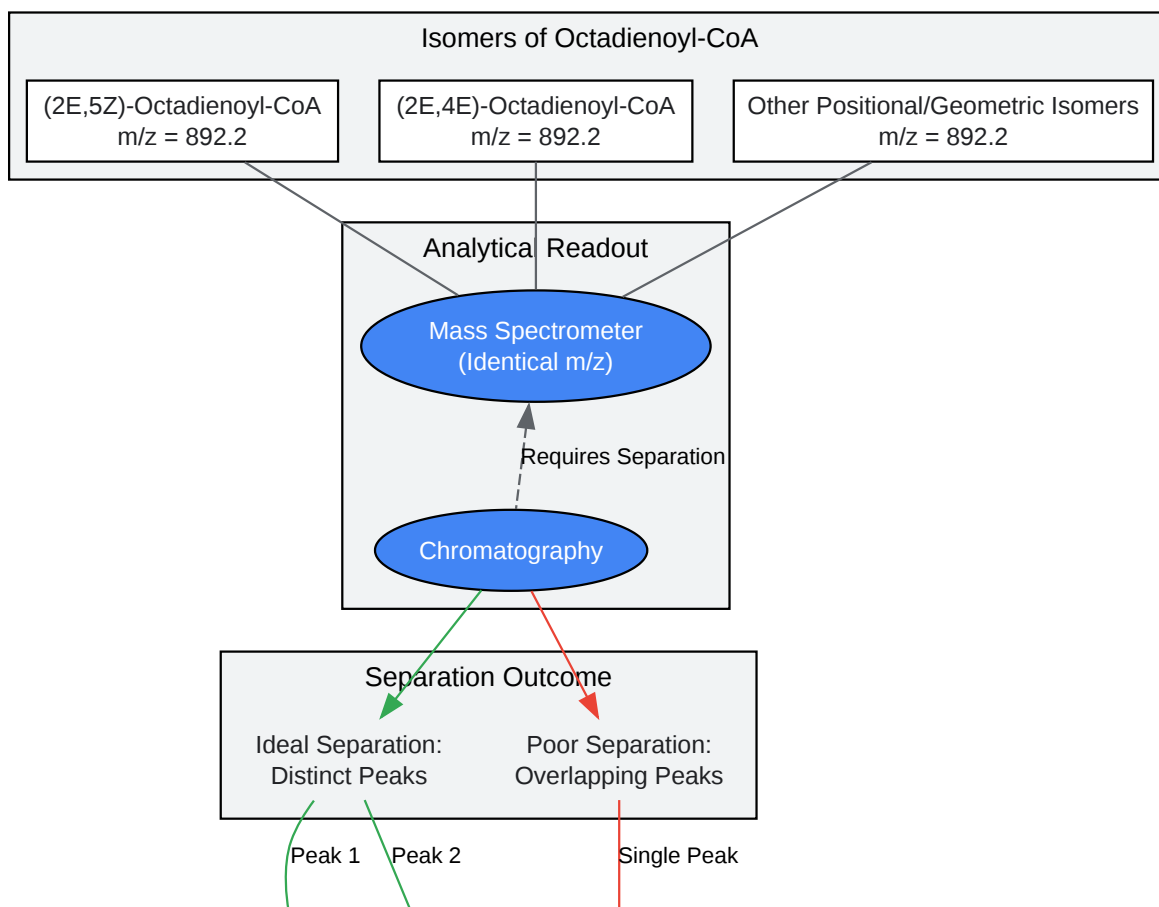 Isomers of Octadienoyl-CoA
(2E,5Z)-Octadienoyl-CoA
m/z = 892.2
(2E,4E)-Octadienoyl-CoA
m/z = 892.2
Other Positional/Geometric Isomers
m/z = 892.2
Analytical Readout
Mass Spectrometer
(Identical m/z)
Requires Separation
Chromatography
Separation Outcome
Ideal Separation:
Distinct Peaks
Poor Separation:
Overlapping Peaks
Peak 1
Peak 2
Single Peak